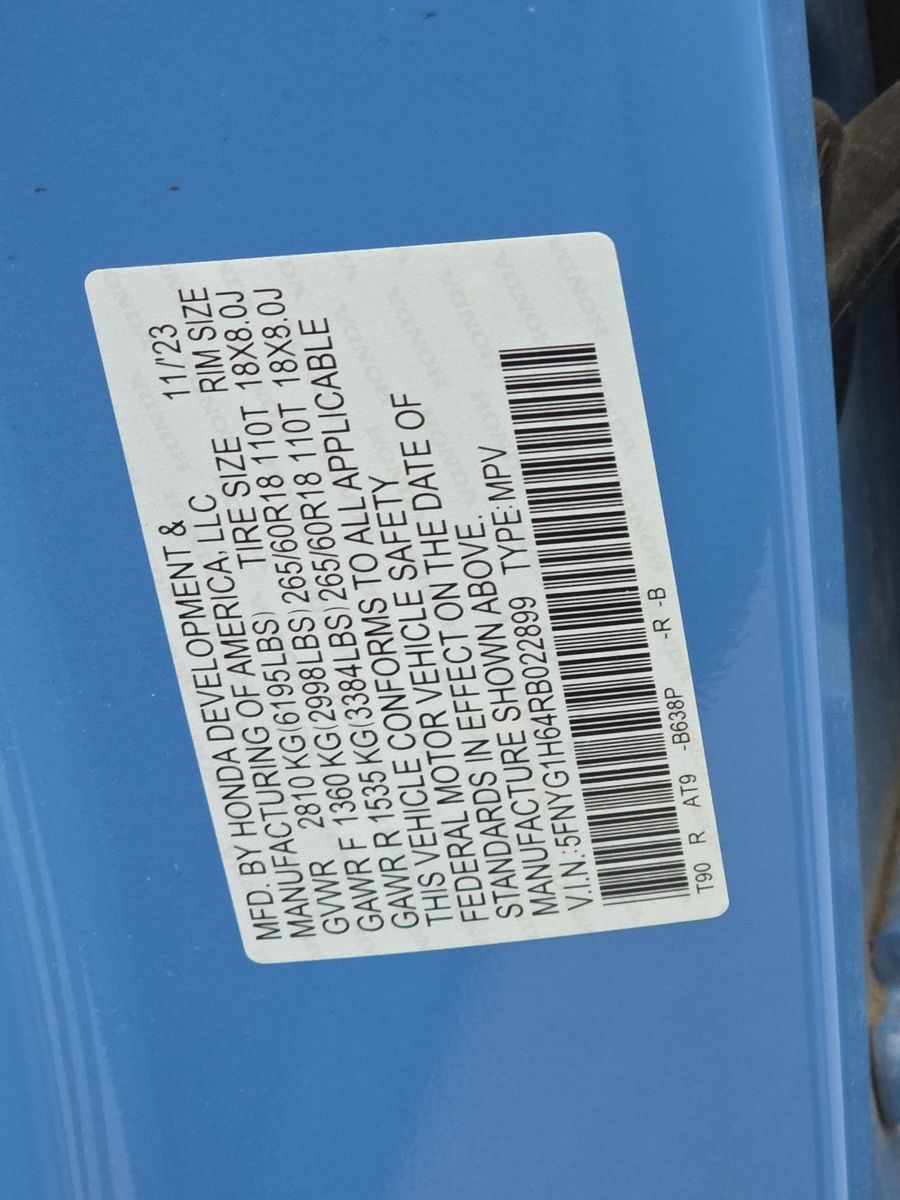 MFD. BY HONDA DEVELOPMENT & 11/'23
MANUFACTURING OF AMERICA, LLC RIM SIZE
GVWR 2810 KG(6195LBS) TIRE SIZE 18X8.0J
GAWR F 1360 KG(2998LBS) 265/60R18 110T 18X8.0J
GAWR R 1535 KG(3384LBS) 265/60R18 110T
THIS VEHICLE CONFORMS TO ALL APPLICABLE
FEDERAL MOTOR VEHICLE SAFETY
STANDARDS IN EFFECT ON THE DATE OF
MANUFACTURE SHOWN ABOVE.
V.I.N.:5FNYG1H64RB022899 TYPE:MPV
T90 R AT9 -B638P -R -B